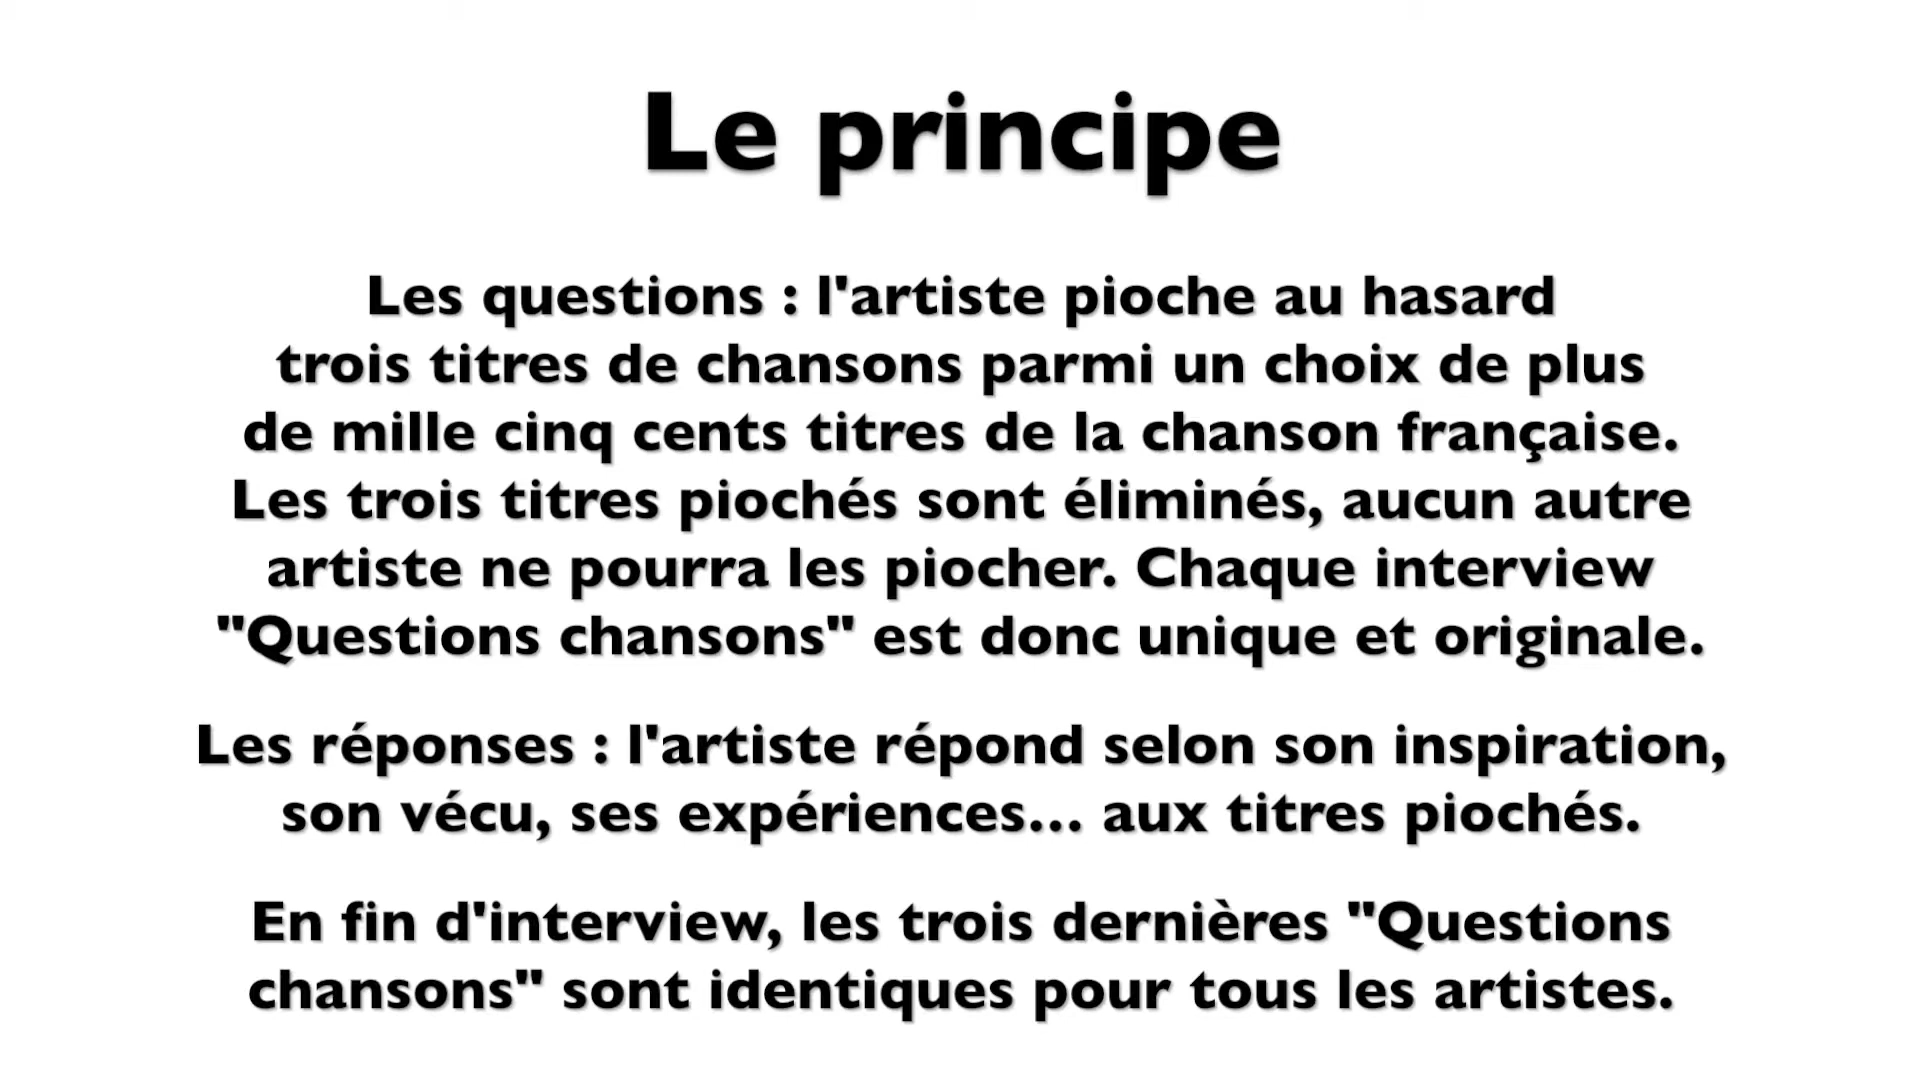 Le principe
Les questions : l'artiste pioche au hasard
trois titres de chansons parmi un choix de plus
de mille cinq cents titres de la chanson française.
Les trois titres piochés sont éliminés, aucun autre
artiste ne pourra les piocher. Chaque interview
"Questions chansons" est donc unique et originale.
Les réponses : l'artiste répond selon son inspiration,
son vécu, ses expériences... aux titres piochés.
En fin d'interview, les trois dernières "Questions
chansons" sont identiques pour tous les artistes.